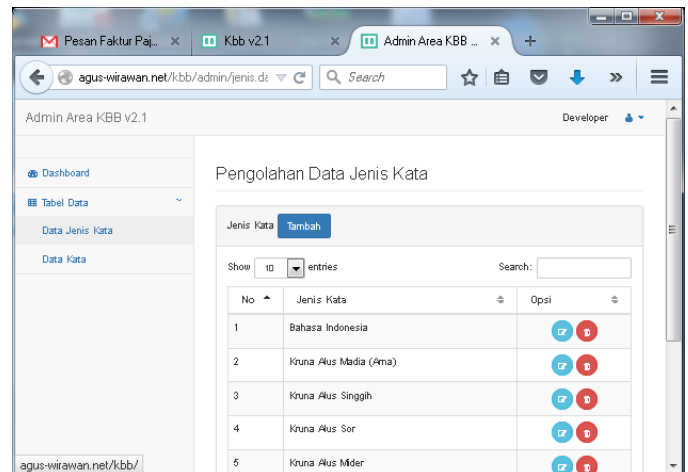 Pesan Faktur Paj...
Kbb v2.1
Admin Area KBB ...
agus-wirawan.net/kbb/admin/jenis.da
Search
Admin Area KBB v2.1
Developer
Dashboard
Tabel Data
Data Jenis Kata
Data Kata
Pengolahan Data Jenis Kata
Jenis Kata Tambah
Show 10 entries Search:
No Jenis Kata Opsi
1 Bahasa Indonesia
2 Kruna Alus Madia (Ama)
3 Kruna Alus Singgih
4 Kruna Alus Sor
5 Kruna Alus Mider
agus-wirawan.net/kbb/